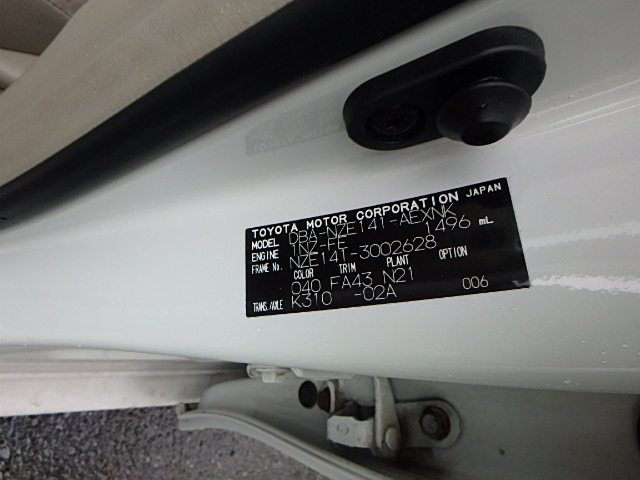 TOYOTA MOTOR CORPORATION JAPAN
MODEL DBA-NZE141-AEXNK
ENGINE 1NZ-FE 1496 mL
FRAME No. NZE141-3002628
COLOR TRIM PLANT OPTION
040 FA43 N21
TRANS./AXLE K310 -02A 006